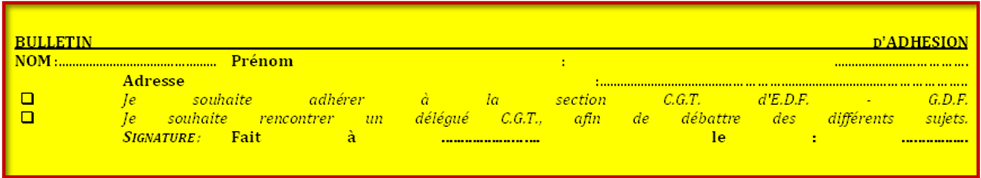 BULLETIN D'ADHESION
NOM :............................................ Prénom : ....................................
Adresse :....................................................................................................
❑ Je souhaite adhérer à la section C.G.T. d'E.D.F. - G.D.F.
❑ Je souhaite rencontrer un délégué C.G.T., afin de débattre des différents sujets.
SIGNATURE : Fait à .......................... le : ..................